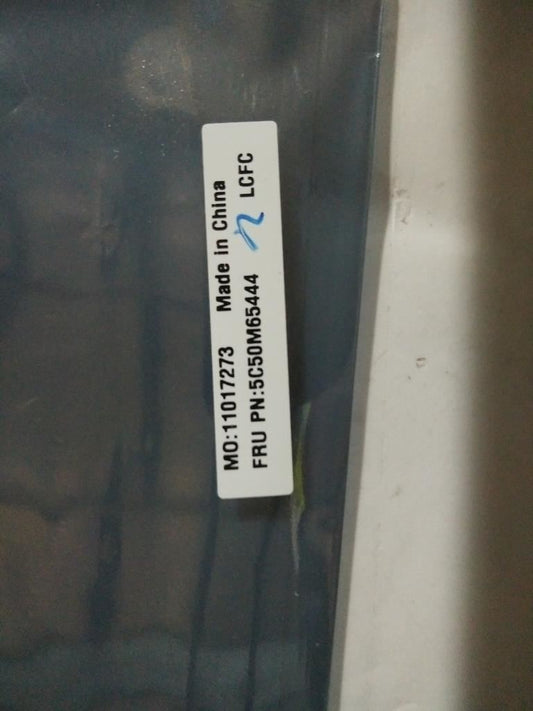 MO:11017273 Made in China
FRU PN:5C50M65444 LCFC